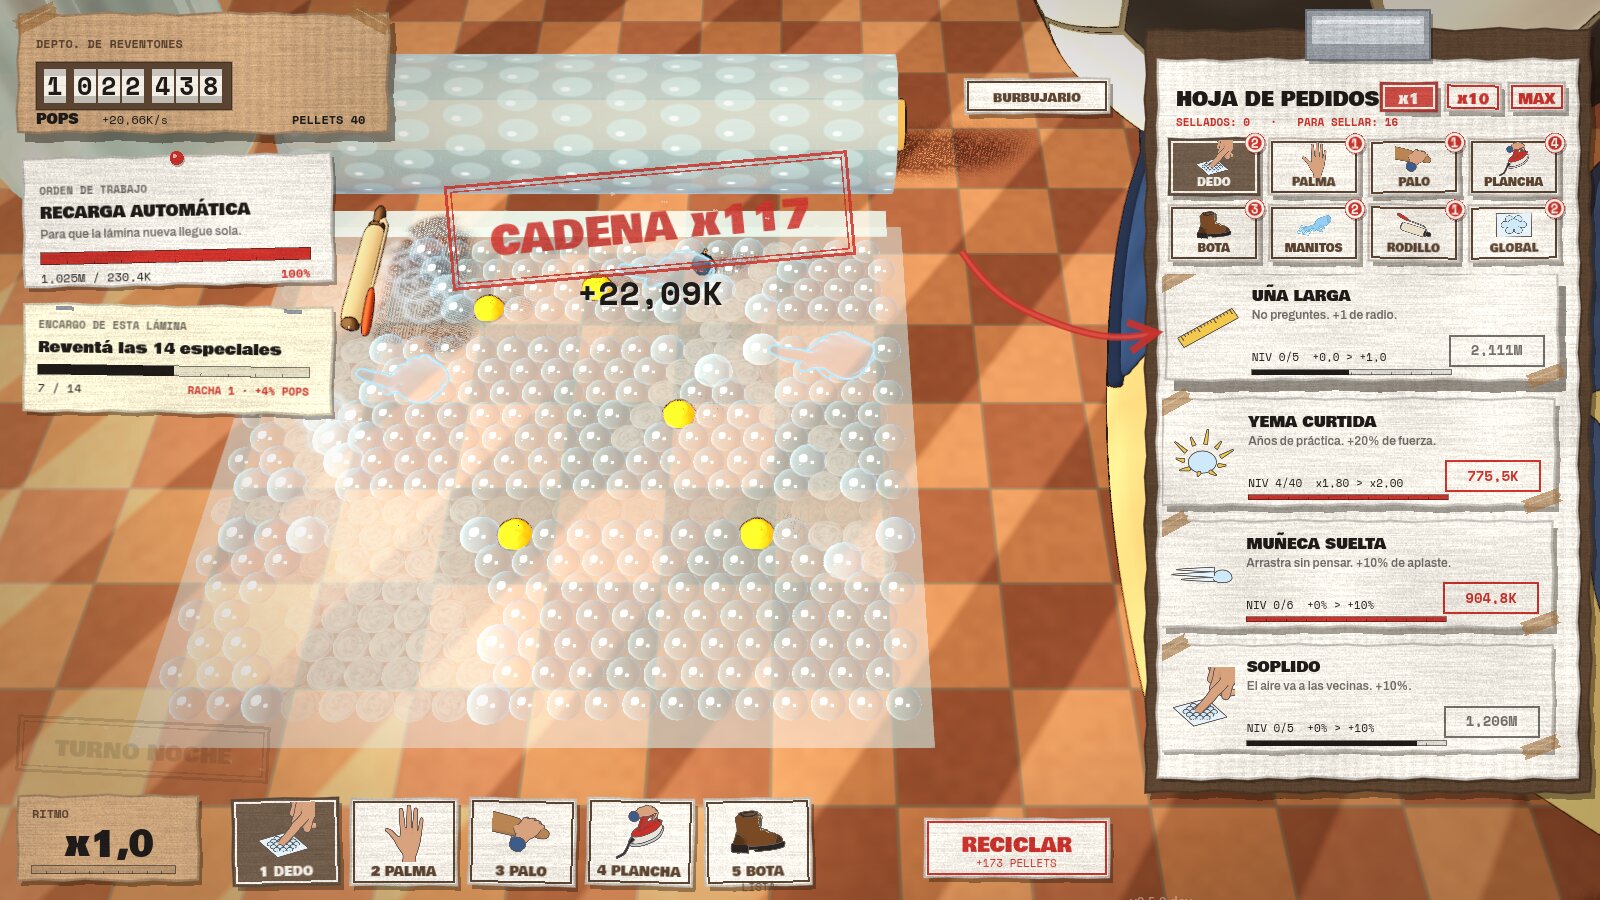 DEPTO. DE REVENTONES
1 022 438
POPS +20,66K/s PELLETS 40
ORDEN DE TRABAJO
RECARGA AUTOMÁTICA
Para que la lámina nueva llegue sola.
1,025M / 230.4K 100%
ENCARGO DE ESTA LÁMINA
Reventá las 14 especiales
7 / 14 RACHA 1 · +4% POPS
CADENA x117
+22,09K
BURBUJARIO
TURNO NOCHE
RITMO
x1,0
1 DEDO
2 PALMA
3 PALO
4 PLANCHA
5 BOTA
LISTA
RECICLAR
+173 PELLETS
HOJA DE PEDIDOS x1 x10 MAX
SELLADOS: 0 · PARA SELLAR: 16
2 1 1 4
DEDO PALMA PALO PLANCHA
3 2 1 2
BOTA MANITOS RODILLO GLOBAL
UÑA LARGA
No preguntes. +1 de radio.
NIV 0/5 +0,0 > +1,0
2,111M
YEMA CURTIDA
Años de práctica. +20% de fuerza.
NIV 4/40 x1,80 > x2,00
775,5K
MUÑECA SUELTA
Arrastra sin pensar. +10% de aplaste.
NIV 0/6 +0% > +10%
904,8K
SOPLIDO
El aire va a las vecinas. +10%.
NIV 0/5 +0% > +10%
1,206M